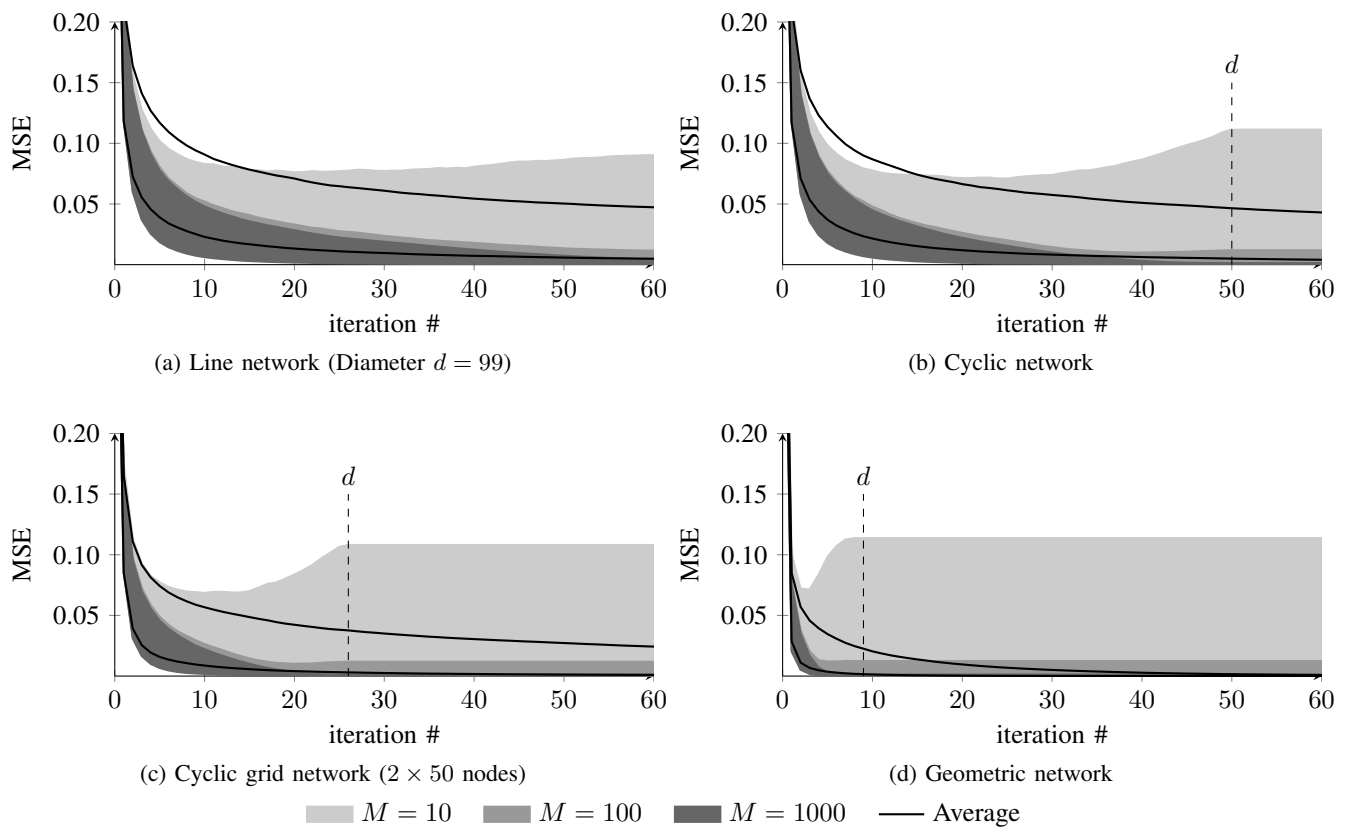 0.20
0.15
0.10
0.05
MSE
0 10 20 30 40 50 60
iteration #
(a) Line network (Diameter d = 99)
0.20
0.15
0.10
0.05
MSE
d
0 10 20 30 40 50 60
iteration #
(b) Cyclic network
0.20
0.15
0.10
0.05
MSE
d
0 10 20 30 40 50 60
iteration #
(c) Cyclic grid network (2 × 50 nodes)
0.20
0.15
0.10
0.05
MSE
d
0 10 20 30 40 50 60
iteration #
(d) Geometric network
M = 10 M = 100 M = 1000 Average